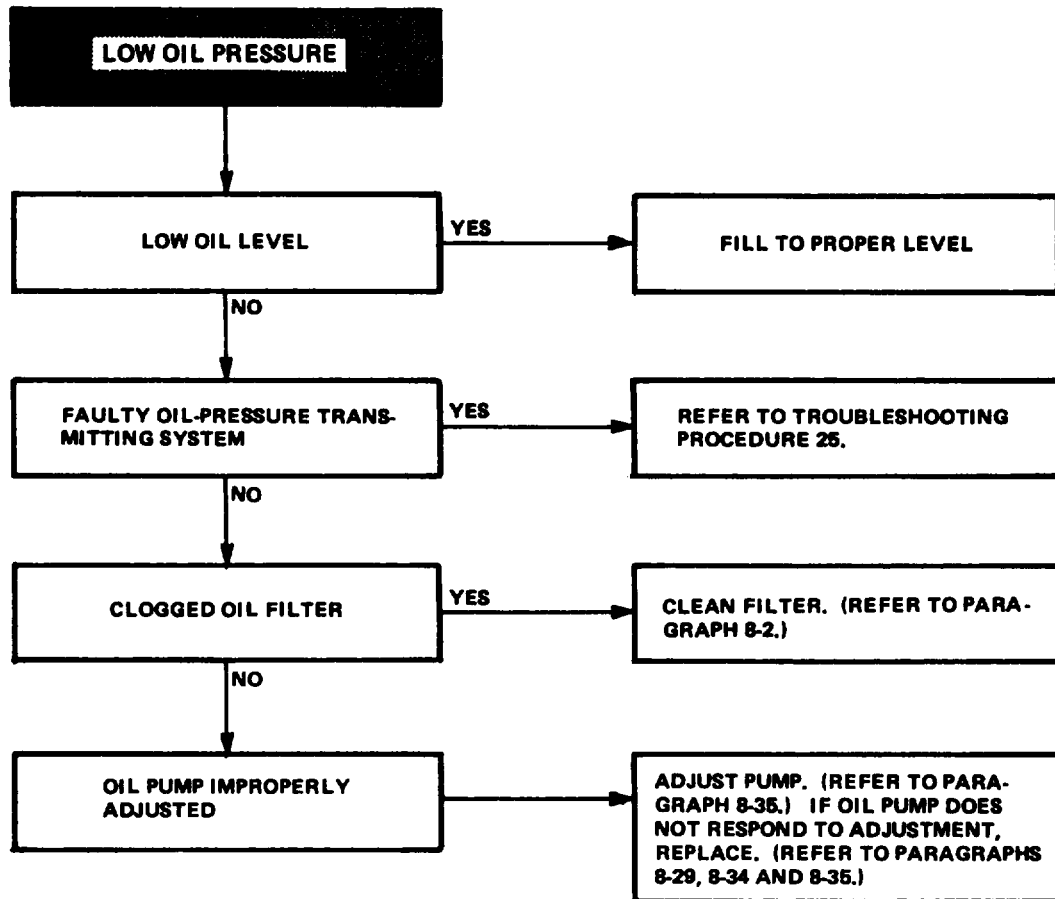 LOW OIL PRESSURE
LOW OIL LEVEL
YES
FILL TO PROPER LEVEL
NO
FAULTY OIL-PRESSURE TRANS-
MITTING SYSTEM
YES
REFER TO TROUBLESHOOTING
PROCEDURE 25.
NO
CLOGGED OIL FILTER
YES
CLEAN FILTER. (REFER TO PARA-
GRAPH 8-2.)
NO
OIL PUMP IMPROPERLY
ADJUSTED
ADJUST PUMP. (REFER TO PARA-
GRAPH 8-35.) IF OIL PUMP DOES
NOT RESPOND TO ADJUSTMENT,
REPLACE. (REFER TO PARAGRAPHS
8-29, 8-34 AND 8-35.)